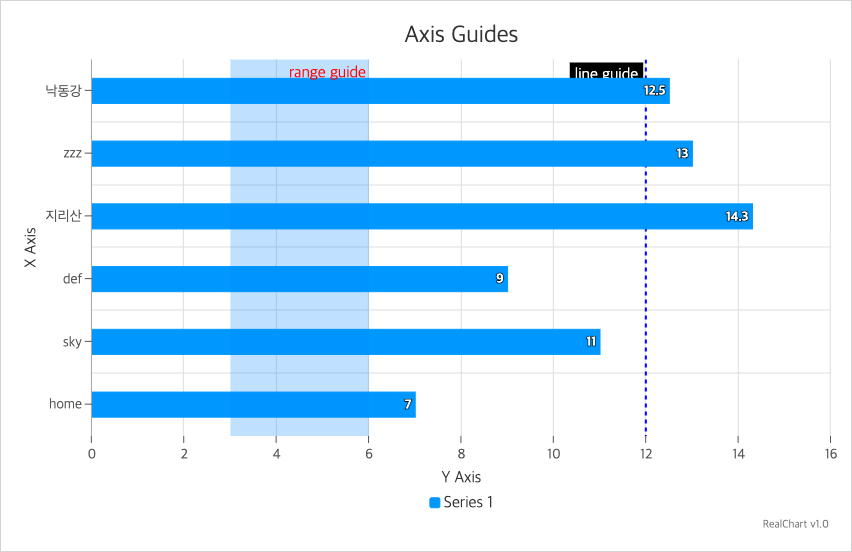 Axis Guides
range guide
line guide
낙동강
12.5
zzz
13
지리산
14.3
X Axis
def
9
sky
11
home
7
0 2 4 6 8 10 12 14 16
Y Axis
Series 1
RealChart v1.0